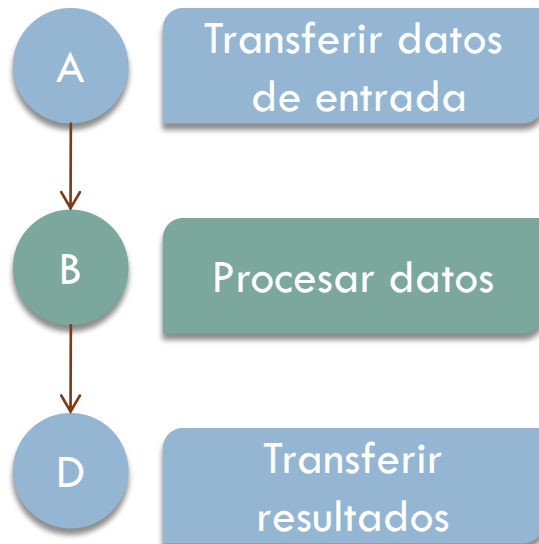 A
Transferir datos
de entrada
B
Procesar datos
D
Transferir
resultados